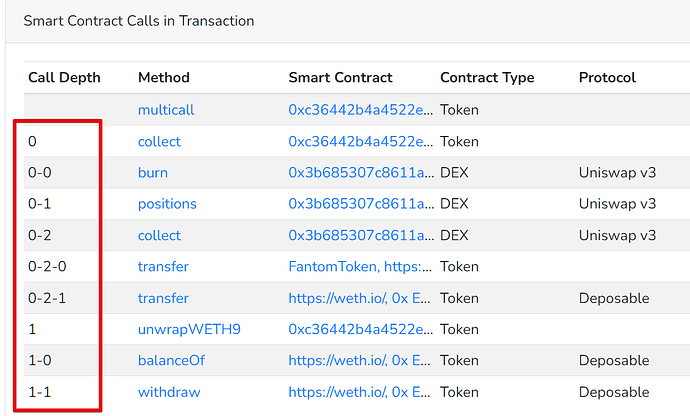 Smart Contract Calls in Transaction
Call Depth Method Smart Contract Contract Type Protocol
multicall 0xc36442b4a4522e... Token
0 collect 0xc36442b4a4522e... Token
0-0 burn 0x3b685307c8611a... DEX Uniswap v3
0-1 positions 0x3b685307c8611a... DEX Uniswap v3
0-2 collect 0x3b685307c8611a... DEX Uniswap v3
0-2-0 transfer FantomToken, https:... Token
0-2-1 transfer https://weth.io/, 0x E... Token Deposable
1 unwrapWETH9 0xc36442b4a4522e... Token
1-0 balanceOf https://weth.io/, 0x E... Token Deposable
1-1 withdraw https://weth.io/, 0x E... Token Deposable